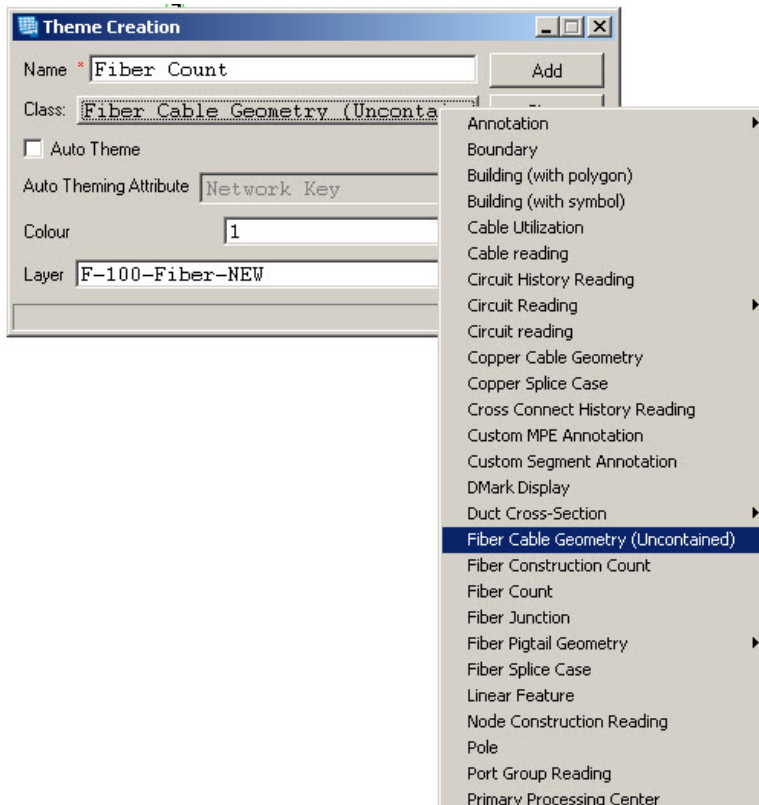 Theme Creation
Name * Fiber Count
Add
Class: Fiber Cable Geometry (Unconta
Auto Theme
Auto Theming Attribute Network Key
Colour 1
Layer F-100-Fiber-NEW
Annotation
Boundary
Building (with polygon)
Building (with symbol)
Cable Utilization
Cable reading
Circuit History Reading
Circuit Reading
Circuit reading
Copper Cable Geometry
Copper Splice Case
Cross Connect History Reading
Custom MPE Annotation
Custom Segment Annotation
DMark Display
Duct Cross-Section
Fiber Cable Geometry (Uncontained)
Fiber Construction Count
Fiber Count
Fiber Junction
Fiber Pigtail Geometry
Fiber Splice Case
Linear Feature
Node Construction Reading
Pole
Port Group Reading
Primary Processing Center